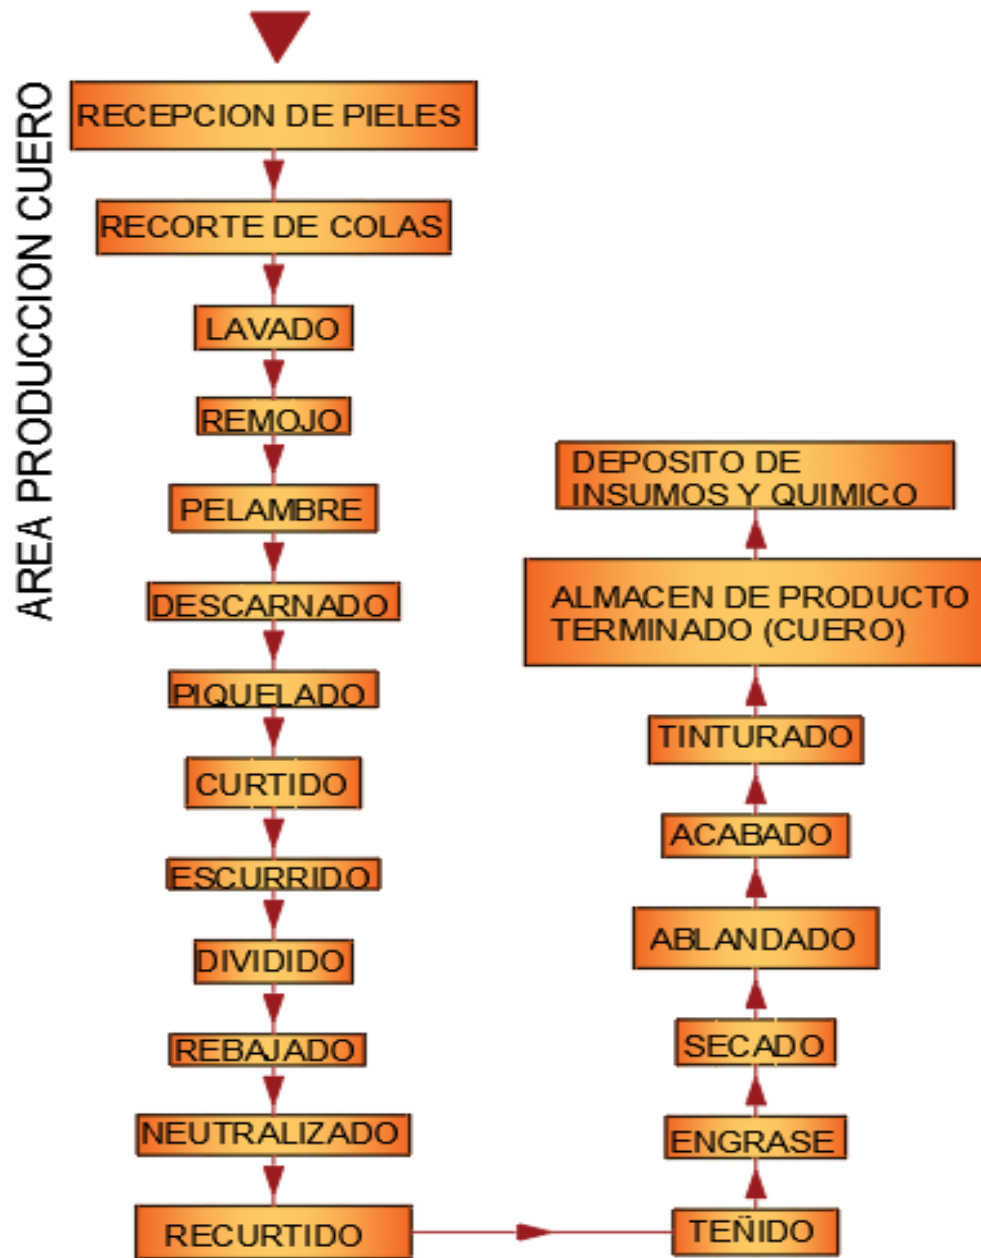 AREA PRODUCCION CUERO
RECEPCION DE PIELES
RECORTE DE COLAS
LAVADO
REMOJO
PELAMBRE
DESCARNADO
PIQUELADO
CURTIDO
ESCURRIDO
DIVIDIDO
REBAJADO
NEUTRALIZADO
RECURTIDO
TEÑIDO
ENGRASE
SECADO
ABLANDADO
ACABADO
TINTURADO
ALMACEN DE PRODUCTO
TERMINADO (CUERO)
DEPOSITO DE
INSUMOS Y QUIMICO